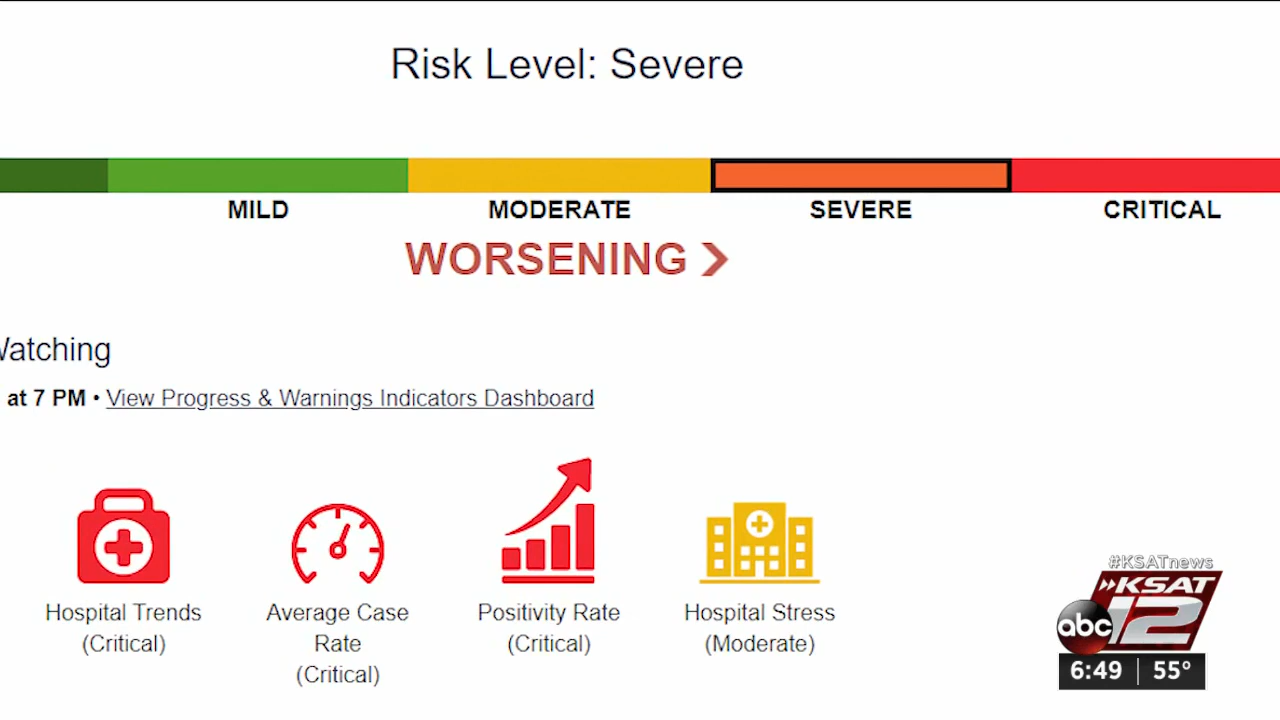 Risk Level: Severe
MILD
MODERATE
SEVERE
CRITICAL
WORSENING
Watching
at 7 PM • View Progress & Warnings Indicators Dashboard
Hospital Trends
(Critical)
Average Case
Rate
(Critical)
Positivity Rate
(Critical)
Hospital Stress
(Moderate)
#KSATnews
KSAT
abc 12
6:49 55°